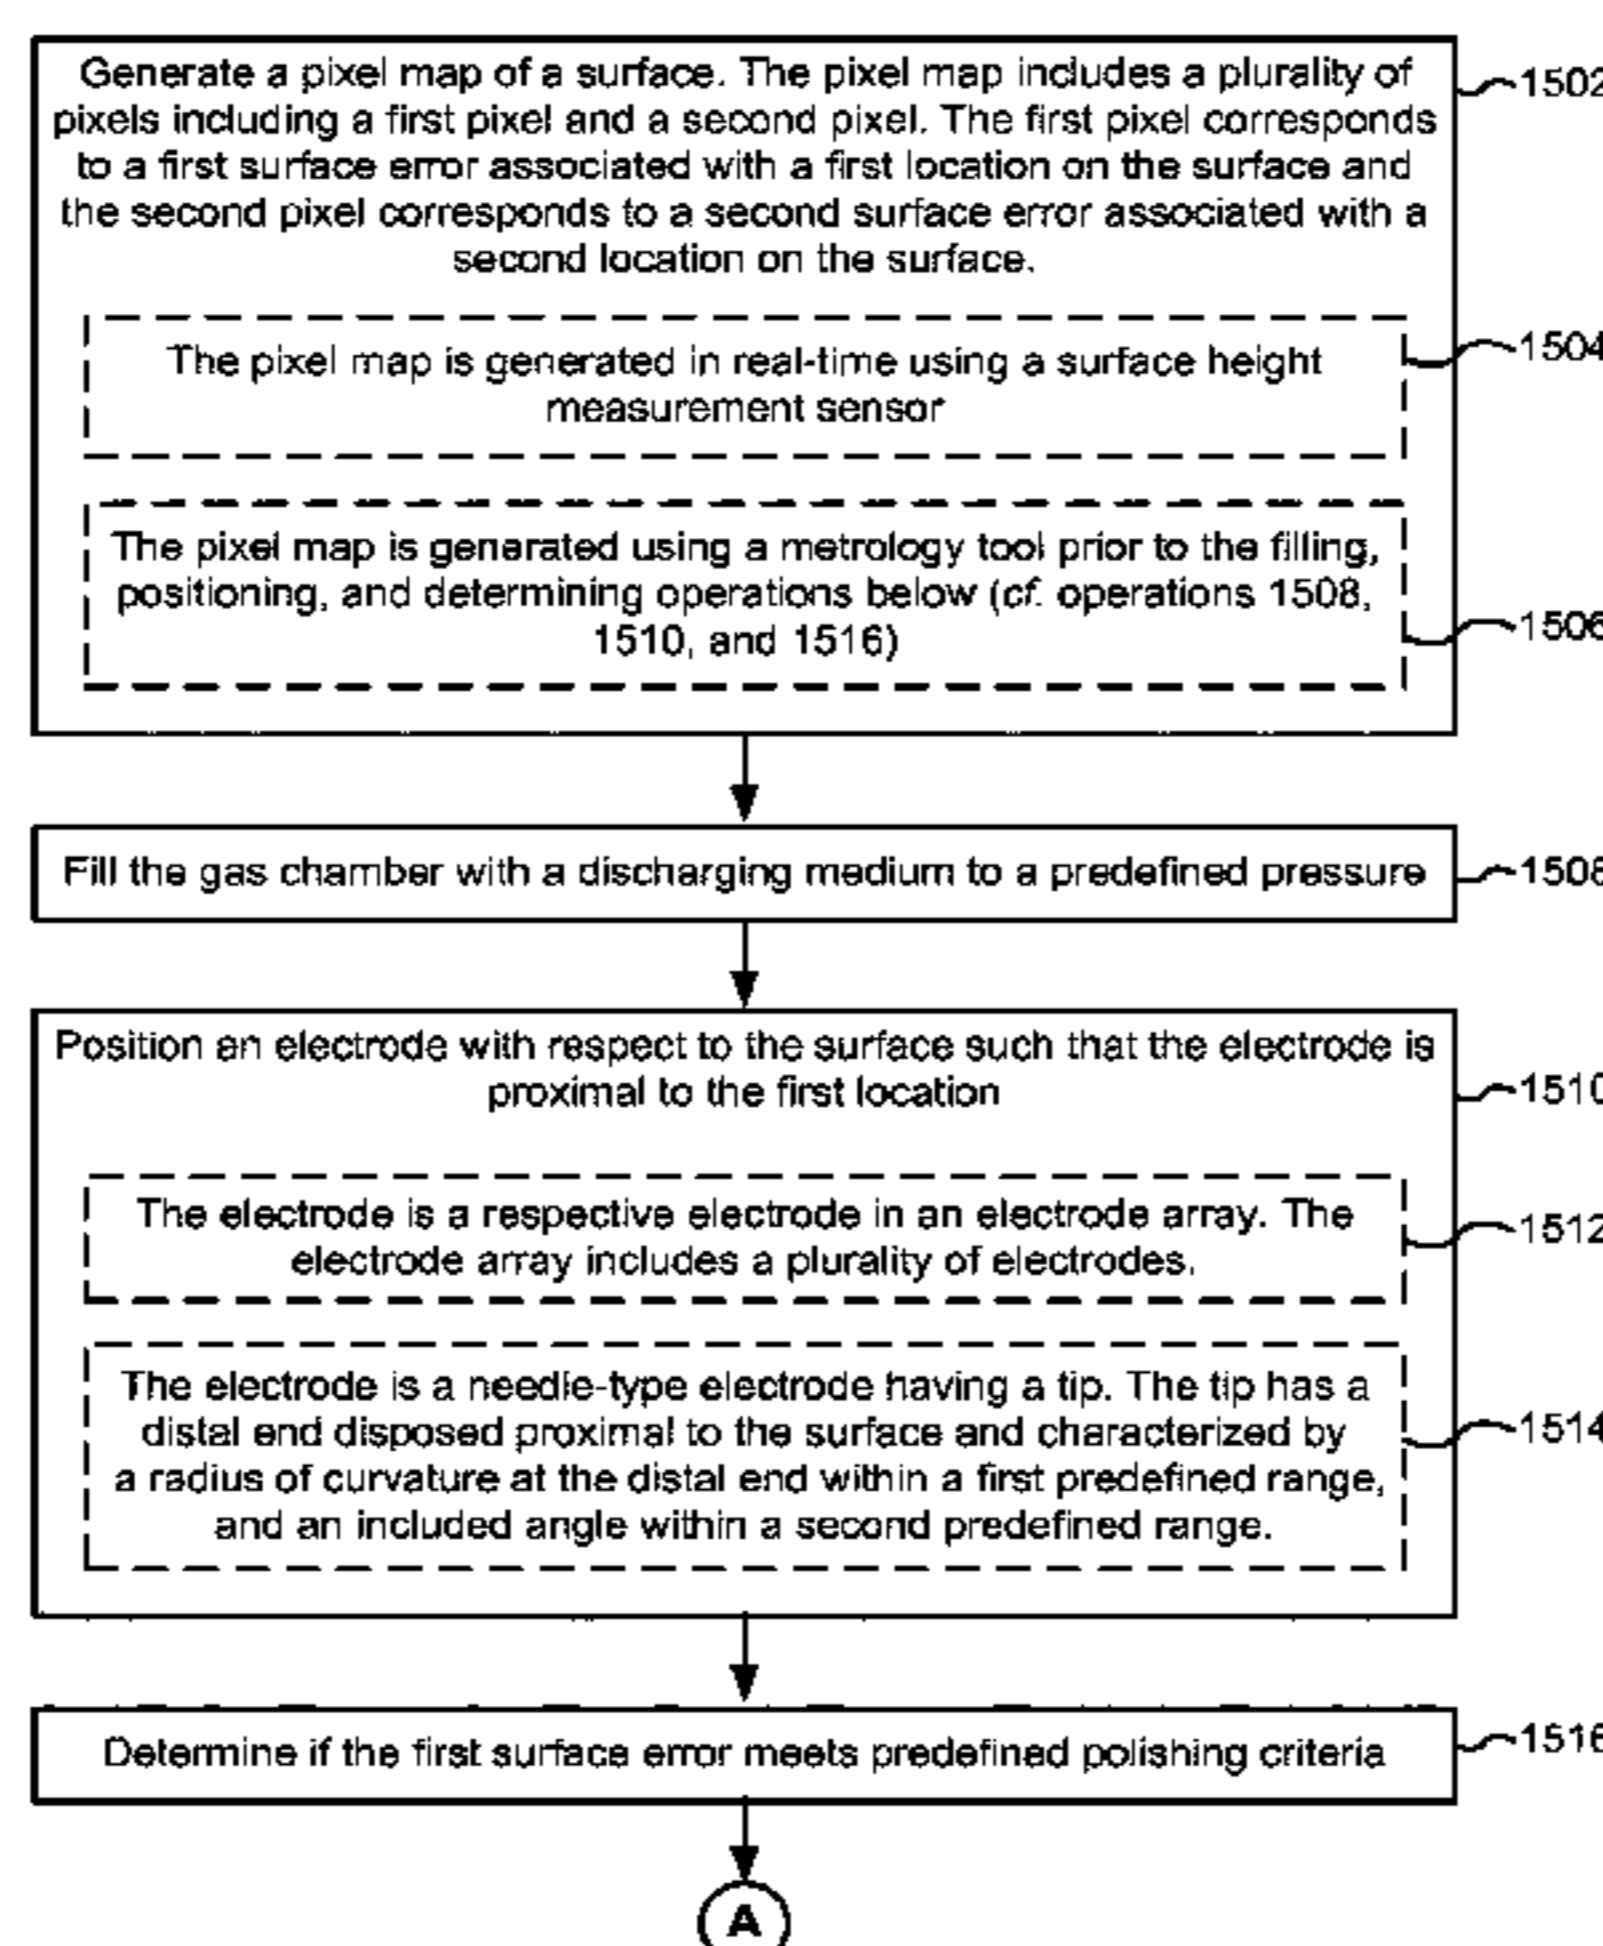 Generate a pixel map of a surface. The pixel map includes a plurality of
pixels including a first pixel and a second pixel. The first pixel corresponds
to a first surface error associated with a first location on the surface and
the second pixel corresponds to a second surface error associated with a
second location on the surface.
1502
The pixel map is generated in real-time using a surface height
measurement sensor
1504
The pixel map is generated using a metrology tool prior to the filling,
positioning, and determining operations below (cf. operations 1508,
1510, and 1516)
1506
Fill the gas chamber with a discharging medium to a predefined pressure
1508
Position an electrode with respect to the surface such that the electrode is
proximal to the first location
1510
The electrode is a respective electrode in an electrode array. The
electrode array includes a plurality of electrodes.
1512
The electrode is a needle-type electrode having a tip. The tip has a
distal end disposed proximal to the surface and characterized by
a radius of curvature at the distal end within a first predefined range,
and an included angle within a second predefined range.
1514
Determine if the first surface error meets predefined polishing criteria
1516
A